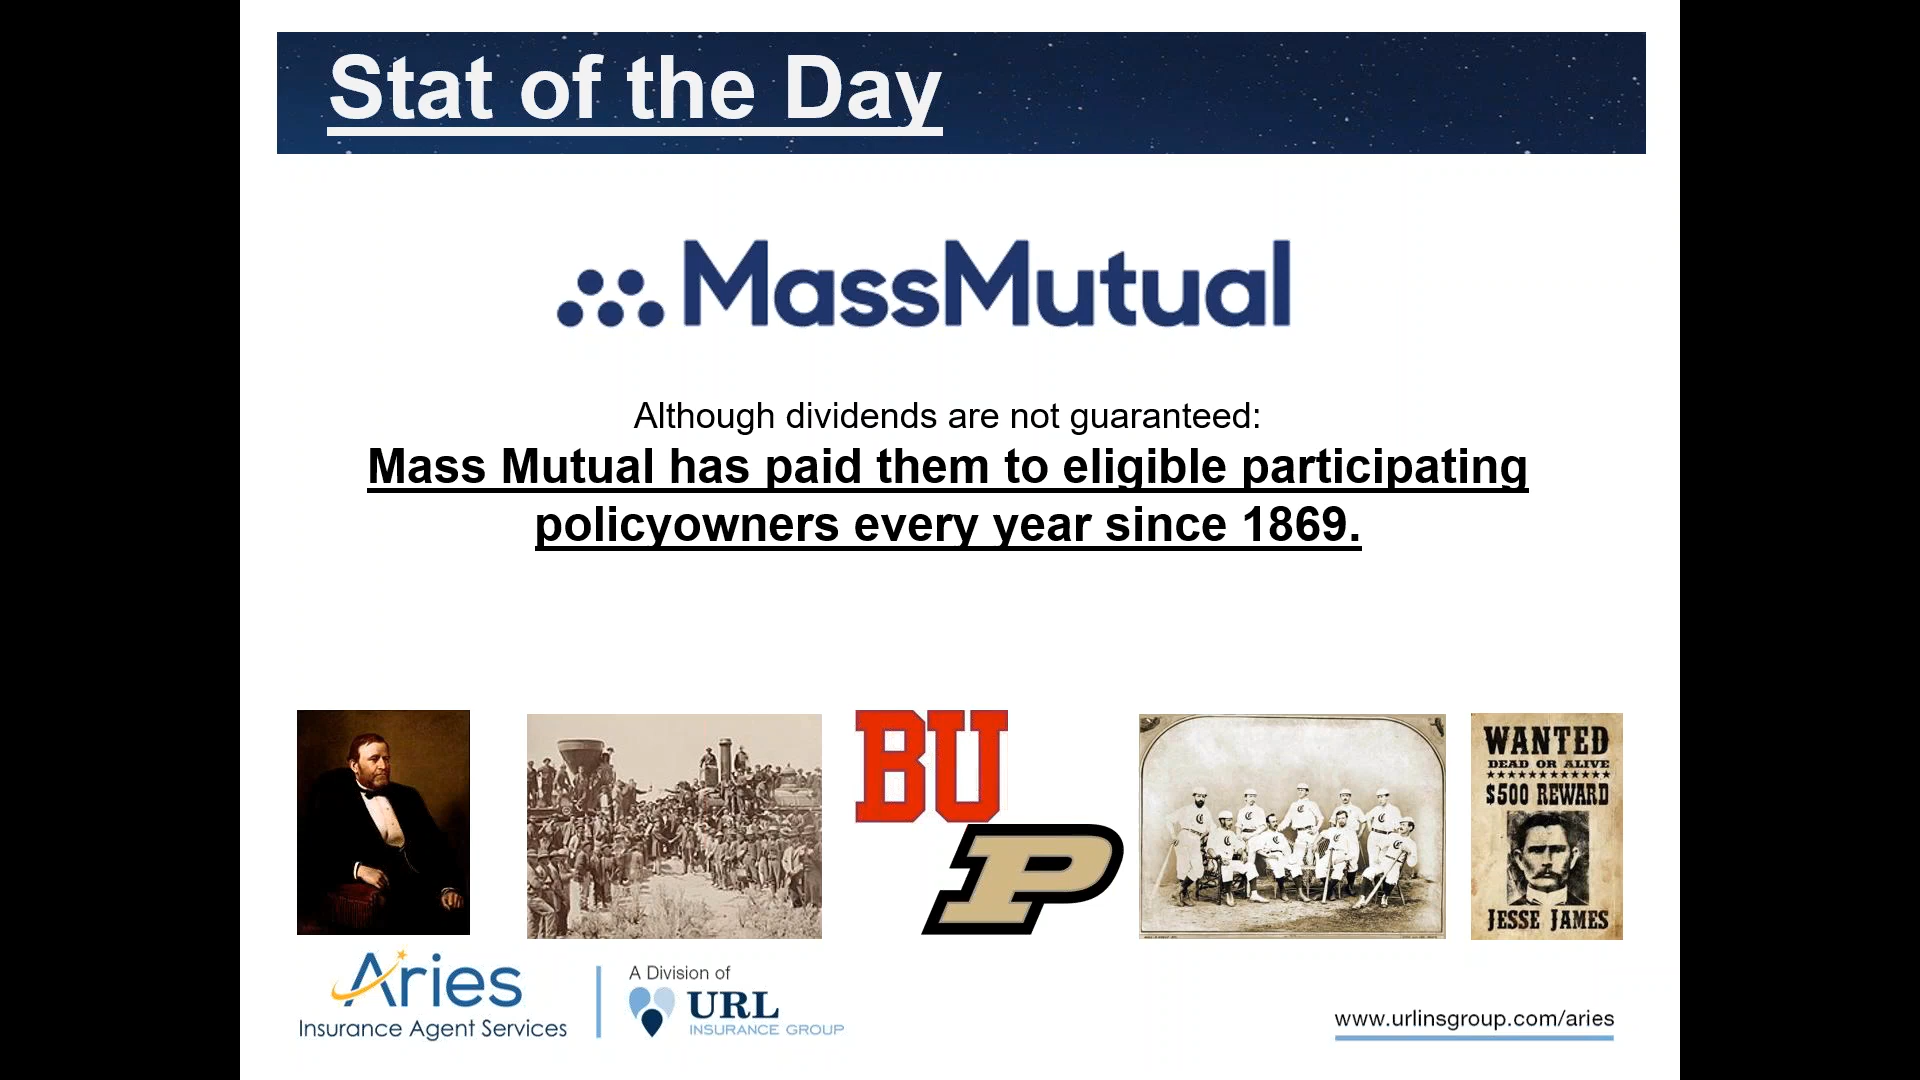 Stat of the Day
MassMutual
Although dividends are not guaranteed:
Mass Mutual has paid them to eligible participating
policyowners every year since 1869.
BU
P
WANTED
DEAD OR ALIVE
$500 REWARD
JESSE JAMES
Aries
Insurance Agent Services
A Division of
URL
INSURANCE GROUP
www.urlinsgroup.com/aries